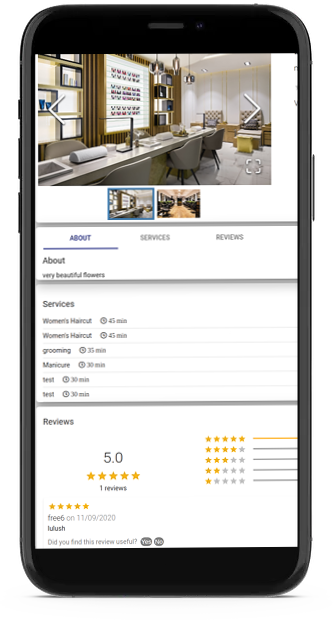 ABOUT SERVICES REVIEWS
About
very beautiful flowers
Services
Women's Haircut 45 min
Women's Haircut 45 min
grooming 35 min
Manicure 30 min
test 30 min
test 30 min
Reviews
5.0
1 reviews
free6 on 11/09/2020
lulush
Did you find this review useful? Yes No